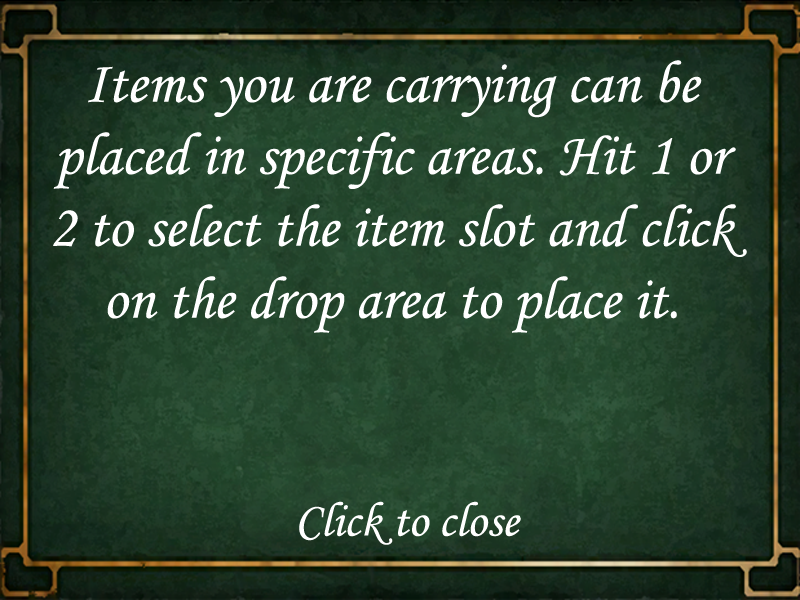 Items you are carrying can be
placed in specific areas. Hit 1 or
2 to select the item slot and click
on the drop area to place it.
Click to close